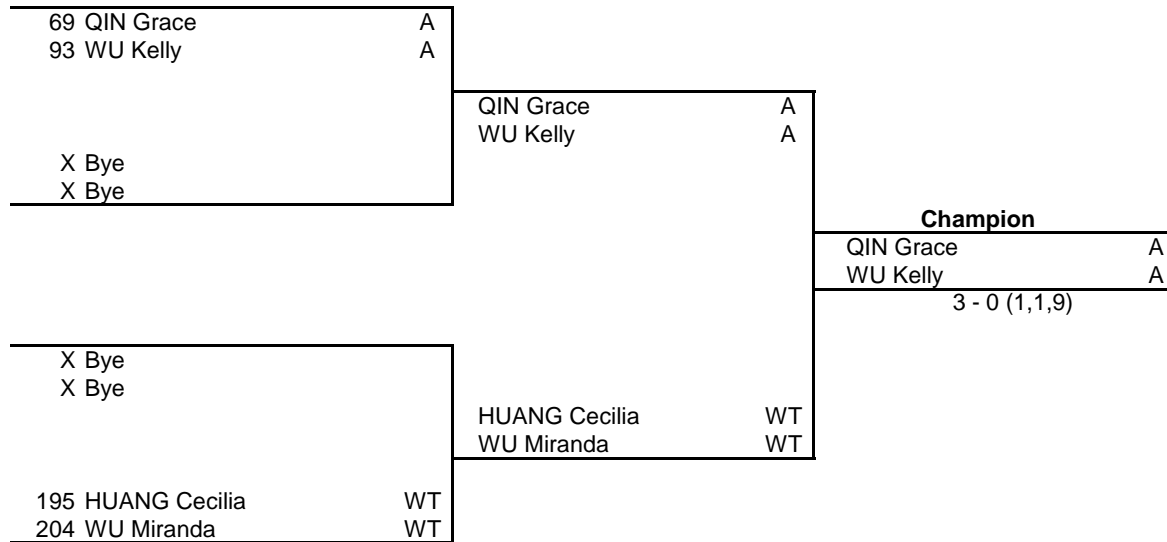 69 QIN Grace A
93 WU Kelly A
QIN Grace A
WU Kelly A
X Bye
X Bye
Champion
QIN Grace A
WU Kelly A
3 - 0 (1,1,9)
X Bye
X Bye
HUANG Cecilia WT
WU Miranda WT
195 HUANG Cecilia WT
204 WU Miranda WT